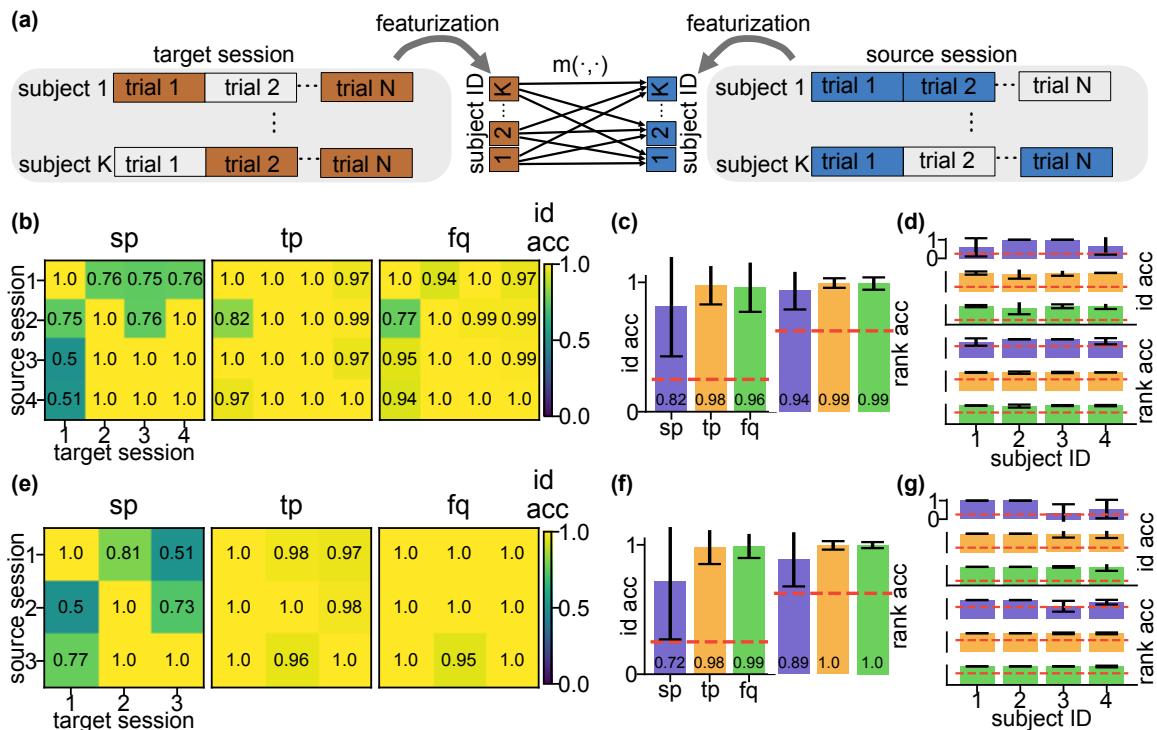 (a)
featurization
featurization
target session
m(·,·)
source session
subject 1 trial 1 trial 2 ··· trial N
subject K trial 1 trial 2 ··· trial N
subject ID
1 2 ... K
K ... 2 1
subject ID
subject 1 trial 1 trial 2 ··· trial N
subject K trial 1 trial 2 ··· trial N
(b)
sp tp fq
id acc
source session
1 1.0 0.76 0.75 0.76 1.0 1.0 1.0 0.97 1.0 0.94 1.0 0.97 1.0
2 0.75 1.0 0.76 1.0 0.82 1.0 1.0 0.99 0.77 1.0 0.99 0.99
3 0.5 1.0 1.0 1.0 1.0 1.0 1.0 0.97 0.95 1.0 1.0 0.99 0.5
4 0.51 1.0 1.0 1.0 0.97 1.0 1.0 1.0 0.94 1.0 1.0 1.0 0.0
1 2 3 4
target session
(c)
1
id acc
0
0.82 0.98 0.96 0.94 0.99 0.99
sp tp fq
rank acc
(d)
1
0
id acc
rank acc
1 2 3 4
subject ID
(e)
sp tp fq
id acc
source session
1 1.0 0.81 0.51 1.0 0.98 0.97 1.0 1.0 1.0 1.0
2 0.5 1.0 0.73 1.0 1.0 0.98 1.0 1.0 1.0 0.5
3 0.77 1.0 1.0 1.0 0.96 1.0 1.0 0.95 1.0 0.0
1 2 3
target session
(f)
1
id acc
0
0.72 0.98 0.99 0.89 1.0 1.0
sp tp fq
rank acc
(g)
1
0
id acc
rank acc
1 2 3 4
subject ID